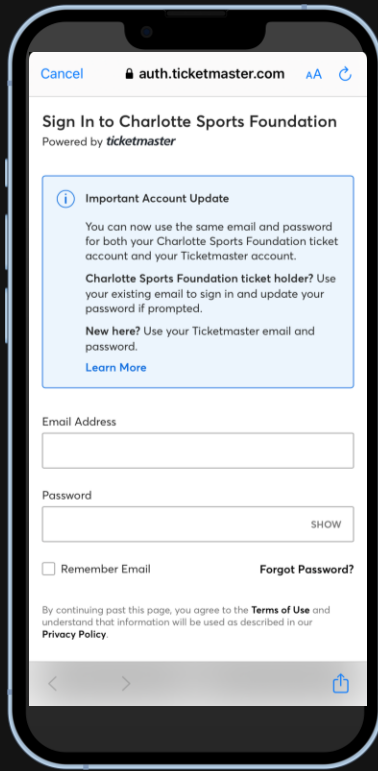 Cancel auth.ticketmaster.com AA
Sign In to Charlotte Sports Foundation
Powered by ticketmaster
Important Account Update
You can now use the same email and password
for both your Charlotte Sports Foundation ticket
account and your Ticketmaster account.
Charlotte Sports Foundation ticket holder? Use
your existing email to sign in and update your
password if prompted.
New here? Use your Ticketmaster email and
password.
Learn More
Email Address
Password
SHOW
Remember Email Forgot Password?
By continuing past this page, you agree to the Terms of Use and
understand that information will be used as described in our
Privacy Policy.